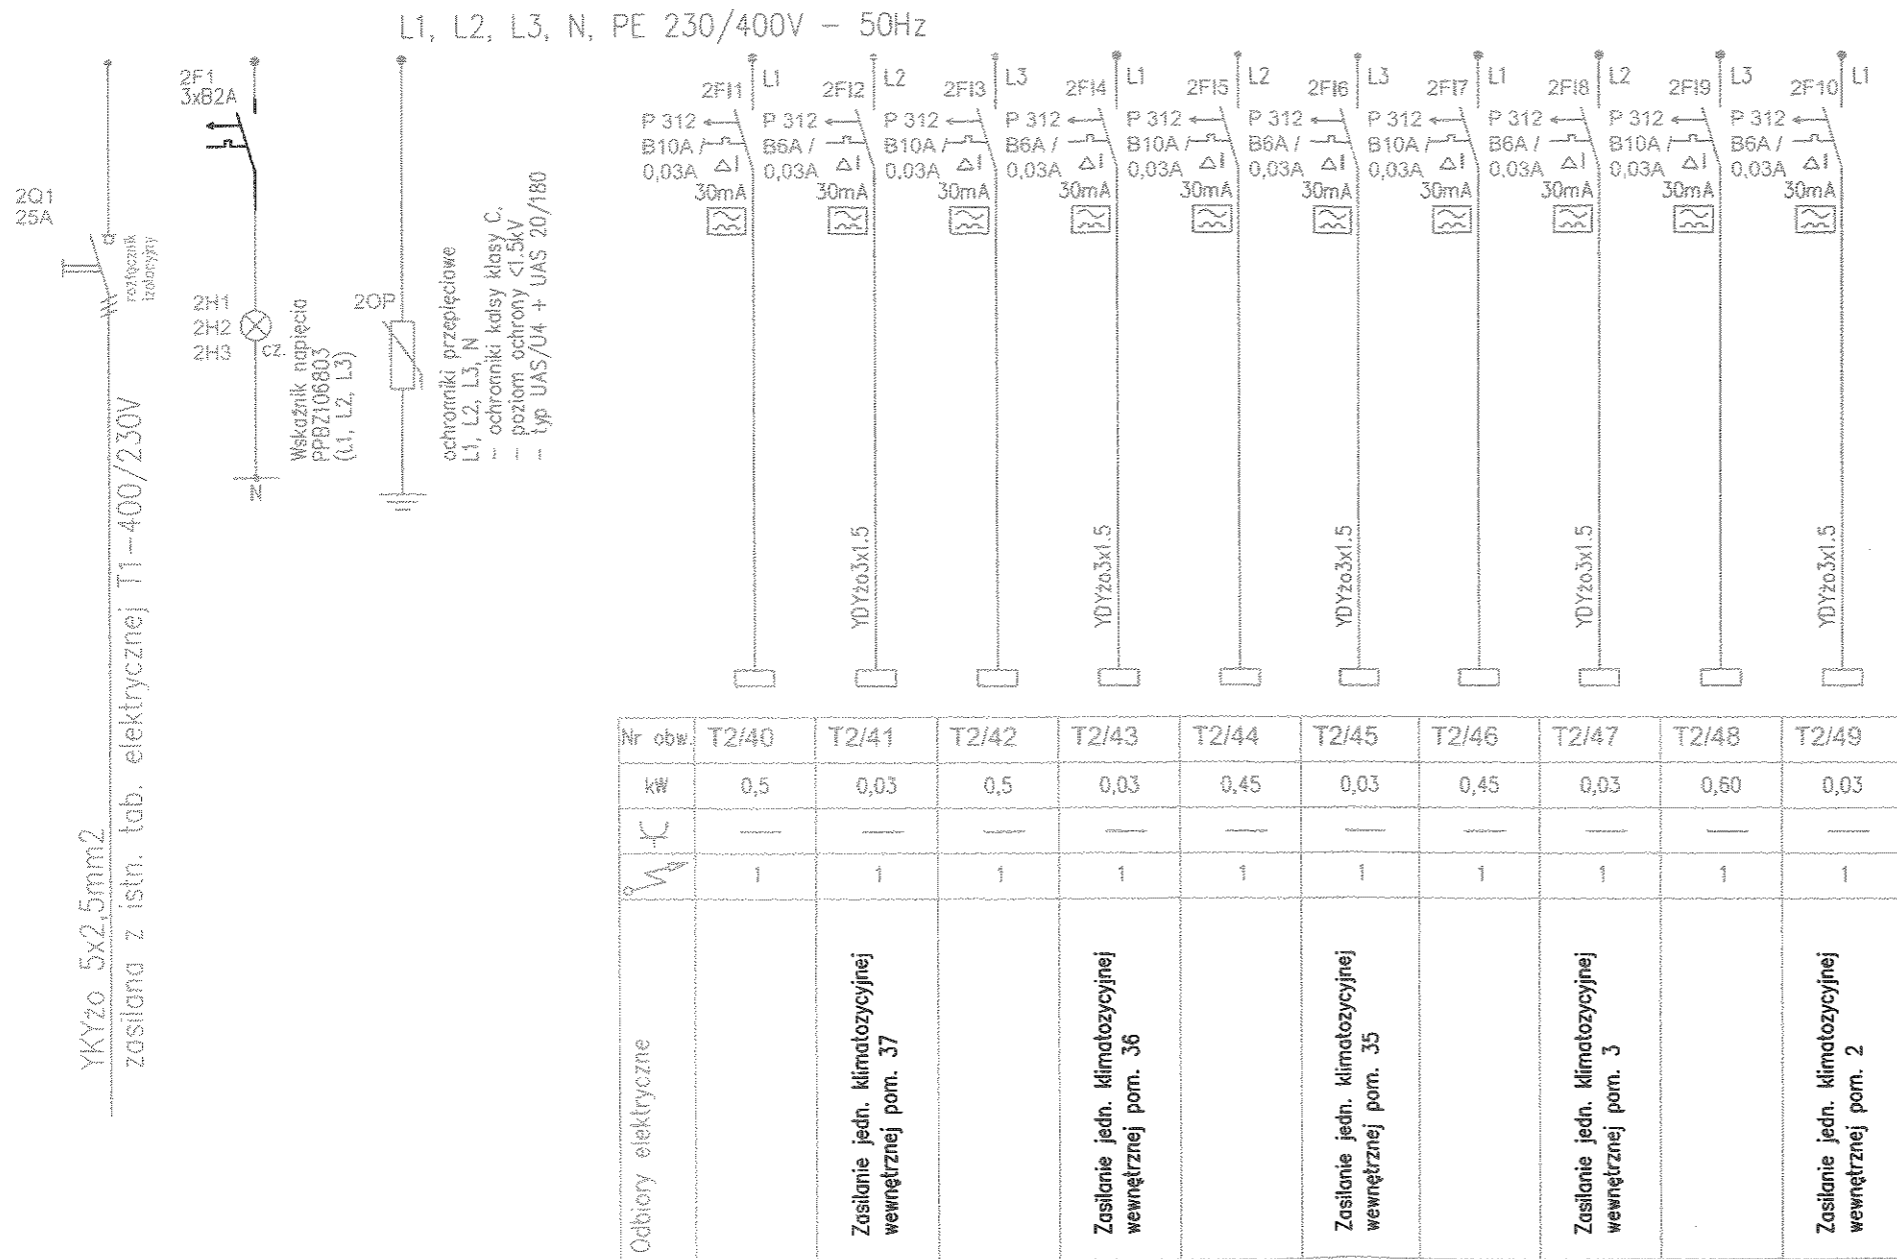 L1, L2, L3, N, PE 230/400V – 50Hz
2Q1
25A
rozłącznik
izolacyjny
YKYżo 5x2,5mm2
zasilana z istn. tab. elektrycznej T1–400/230V
2F1
3xB2A
2H1
2H2
2H3
cz.
N
Wskaźnik napięcia
PPBZ106803
(L1, L2, L3)
2OP
ochronniki przepięciowe
L1, L2, L3, N
– ochronniki kalsy klasy C,
– poziom ochrony <1.5kV
– typ UAS/U4 + UAS 20/180
2FI1 L1
P 312
B10A /
0,03A ΔI
30mA
2FI2 L2
P 312
B6A /
0,03A ΔI
30mA
YDYżo3x1.5
2FI3 L3
P 312
B10A /
0,03A ΔI
30mA
2FI4 L1
P 312
B6A /
0,03A ΔI
30mA
YDYżo3x1.5
2FI5 L2
P 312
B10A /
0,03A ΔI
30mA
2FI6 L3
P 312
B6A /
0,03A ΔI
30mA
YDYżo3x1.5
2FI7 L1
P 312
B10A /
0,03A ΔI
30mA
2FI8 L2
P 312
B6A /
0,03A ΔI
30mA
YDYżo3x1.5
2FI9 L3
P 312
B10A /
0,03A ΔI
30mA
2F10 L1
P 312
B6A /
0,03A ΔI
30mA
YDYżo3x1.5
Nr obw. T2/40 T2/41 T2/42 T2/43 T2/44 T2/45 T2/46 T2/47 T2/48 T2/49
kW 0,5 0,03 0,5 0,03 0,45 0,03 0,45 0,03 0,60 0,03
— — — — — — — — — —
1 1 1 1 1 1 1 1 1 1
Odbiory elektryczne
Zasilanie jedn. klimatozycyjnej
wewnętrznej pom. 37
Zasilanie jedn. klimatozycyjnej
wewnętrznej pom. 36
Zasilanie jedn. klimatozycyjnej
wewnętrznej pom. 35
Zasilanie jedn. klimatozycyjnej
wewnętrznej pom. 3
Zasilanie jedn. klimatozycyjnej
wewnętrznej pom. 2